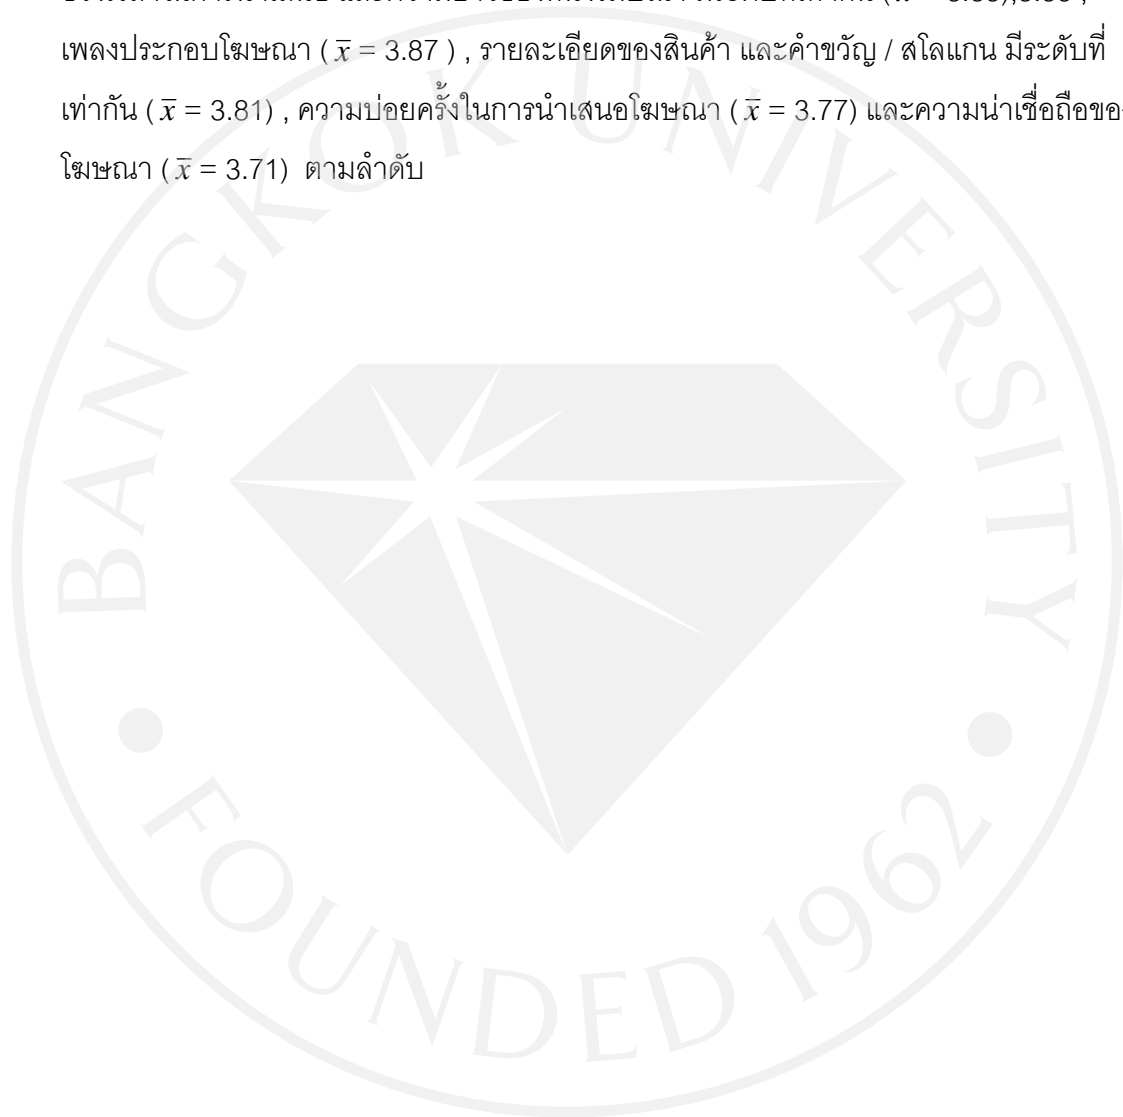 เพลงประกอบโฆษณา ( x̄ = 3.87 ) , รายละเอียดของสินค้า และคำขวัญ / สโลแกน มีระดับที่
เท่ากัน ( x̄ = 3.81) , ความบ่อยครั้งในการนำเสนอโฆษณา ( x̄ = 3.77) และความน่าเชื่อถือของ
โฆษณา ( x̄ = 3.71) ตามลำดับ
BANGKOK UNIVERSITY
FOUNDED 1962